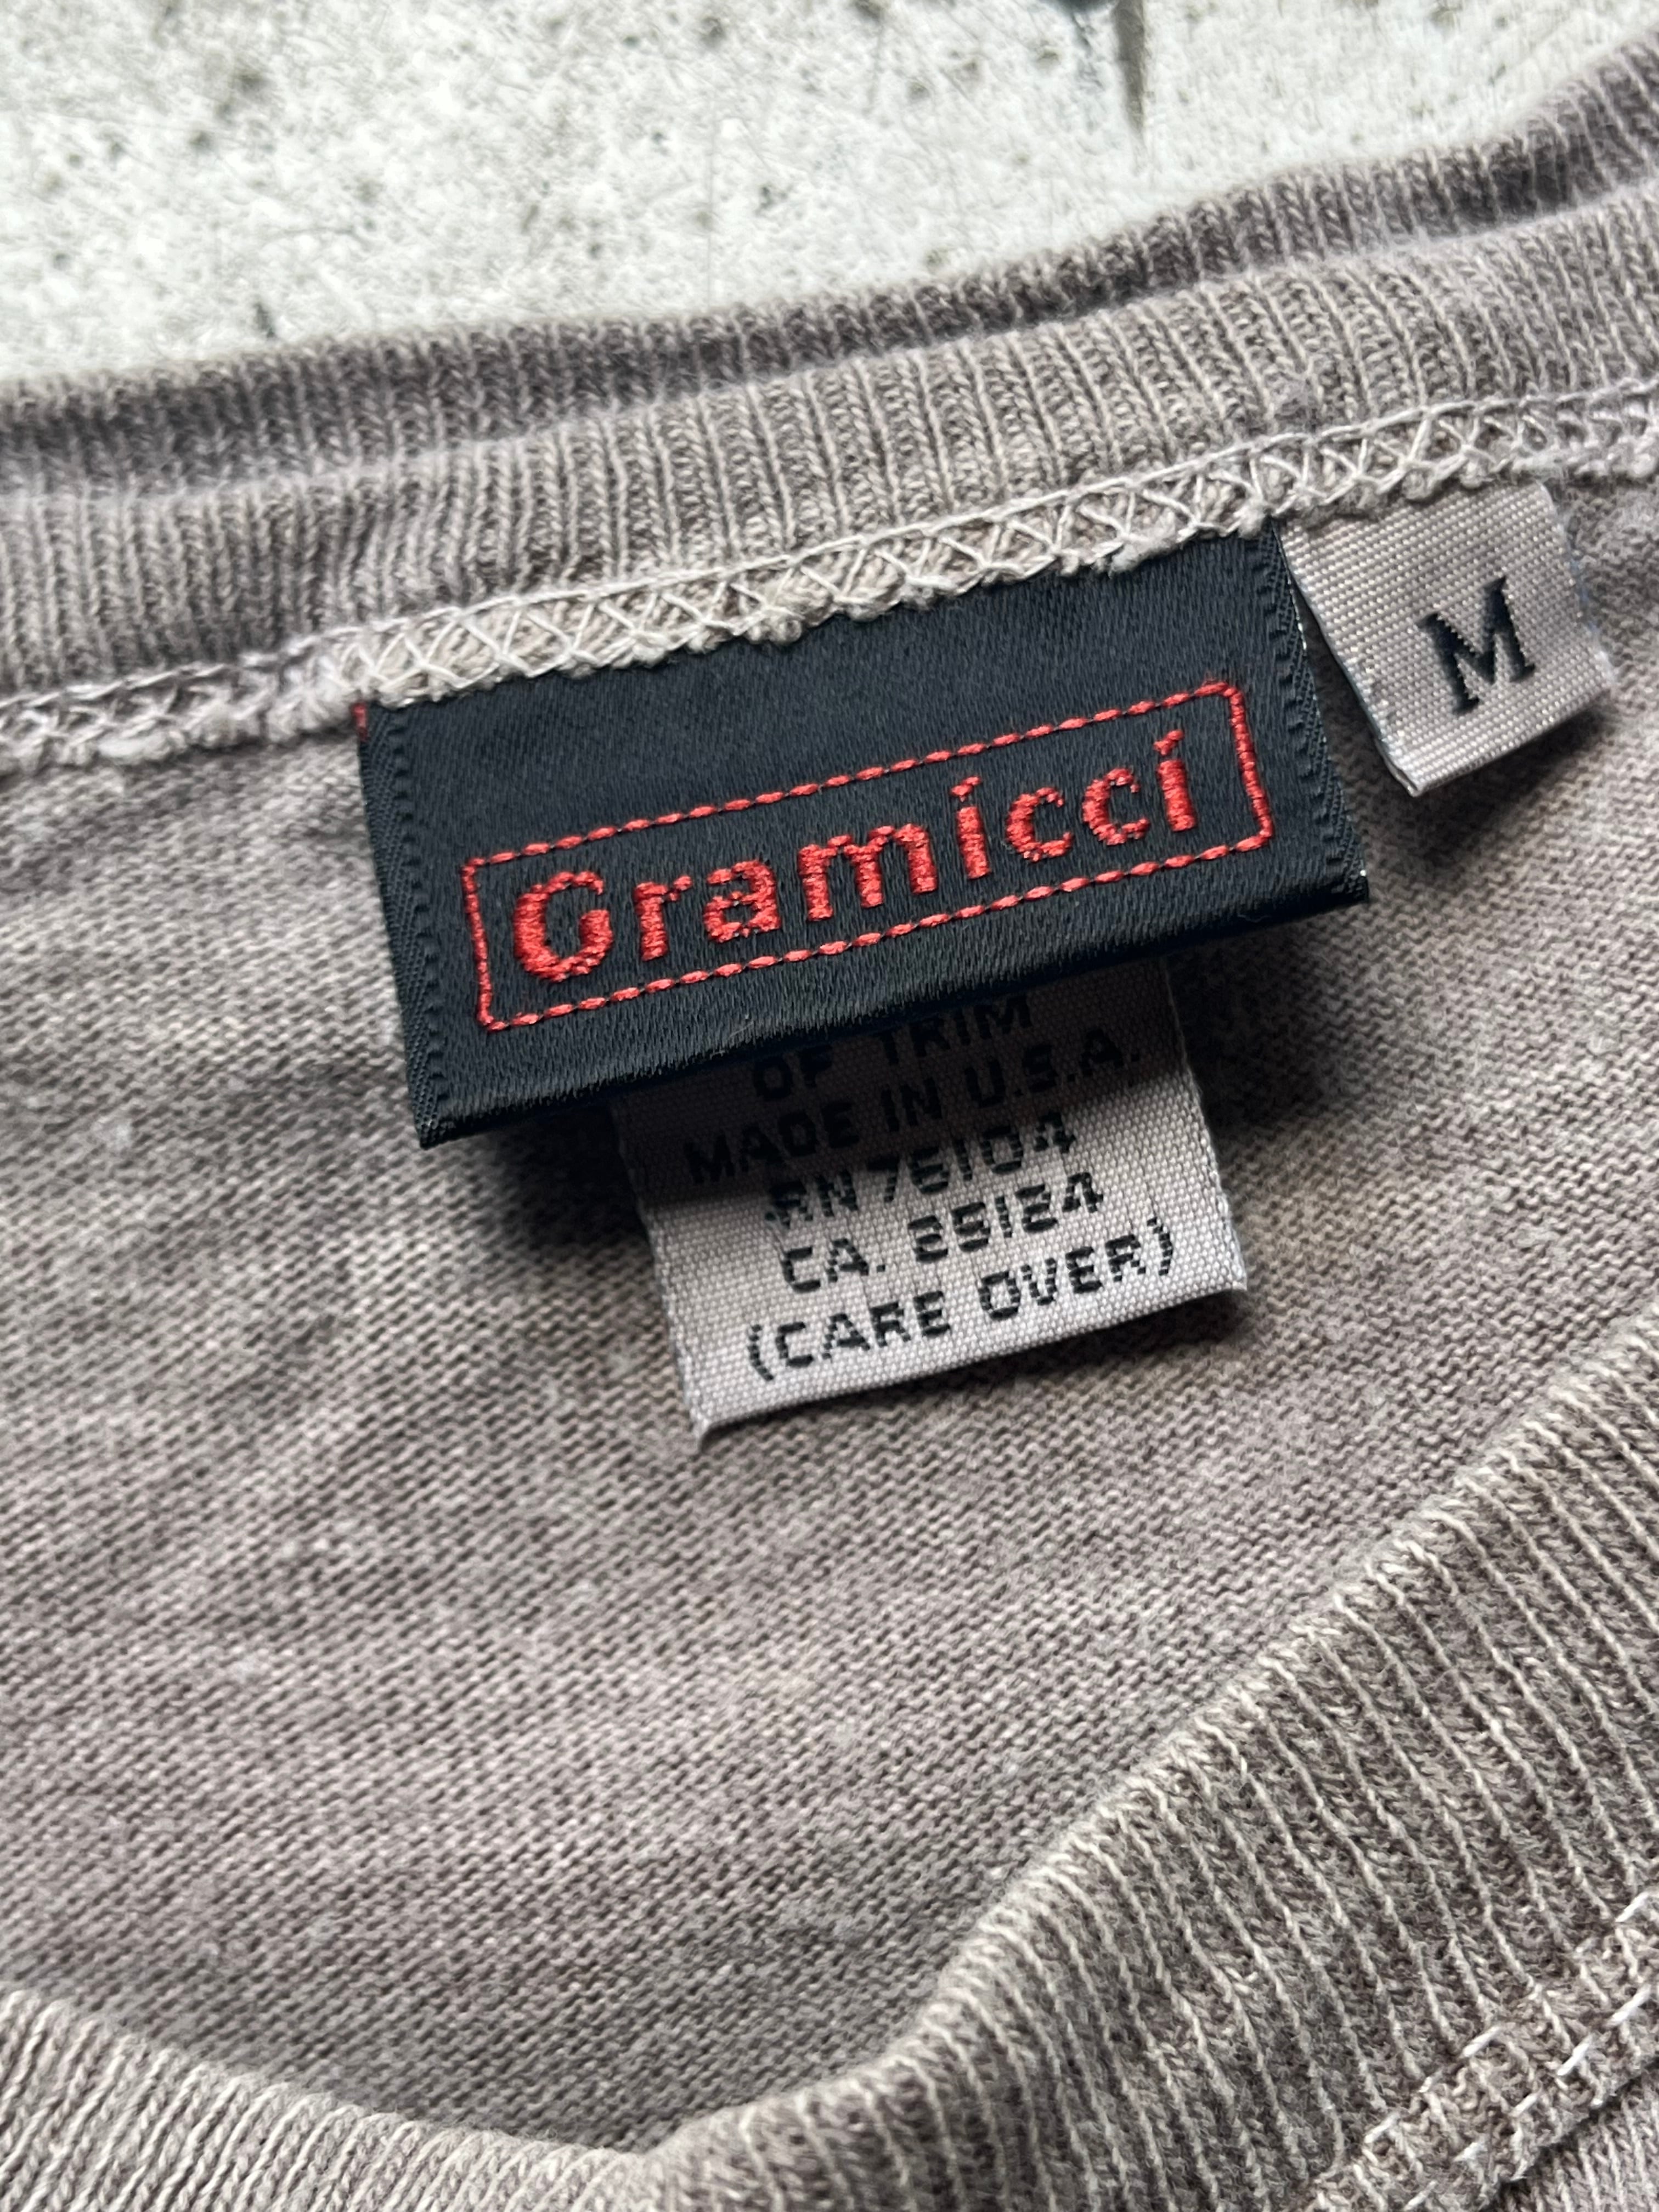 Gramicci
M
OF TRIM
MADE IN U.S.A.
RN 76104
CA. 25124
(CARE OVER)